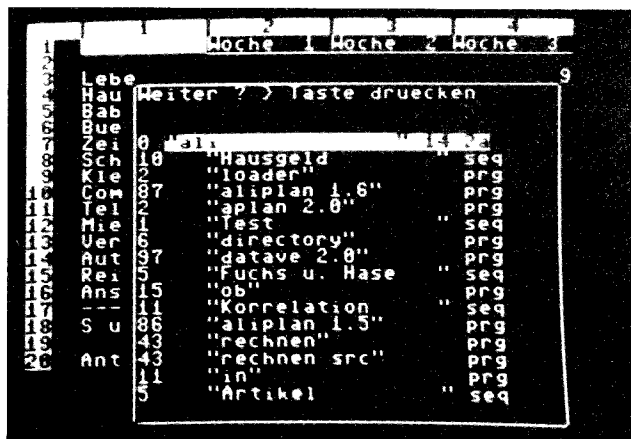 1 2 3 4
1 Woche 1 Woche 2 Woche 3
2
3 Lebe 9
4 Hau Weiter ? > Taste druecken
5 Bab
6 Bue
7 Zei 0 "ali " 14 2a
8 Sch 10 "Hausgeld " seq
9 Kle 2 "loader" prg
10 Com 87 "aliplan 1.6" prg
11 Tel 2 "aplan 2.0" prg
12 Mie 1 "Test " seq
13 Ver 6 "directory" prg
14 Aut 97 "datave 2.0" prg
15 Rei 5 "Fuchs u. Hase " seq
16 Ans 15 "ob" prg
17 --- 11 "Korrelation " seq
18 S u 86 "aliplan 1.5" prg
19 43 "rechnen" prg
20 Ant 43 "rechnen src" prg
11 "in" prg
5 "Artikel " seq